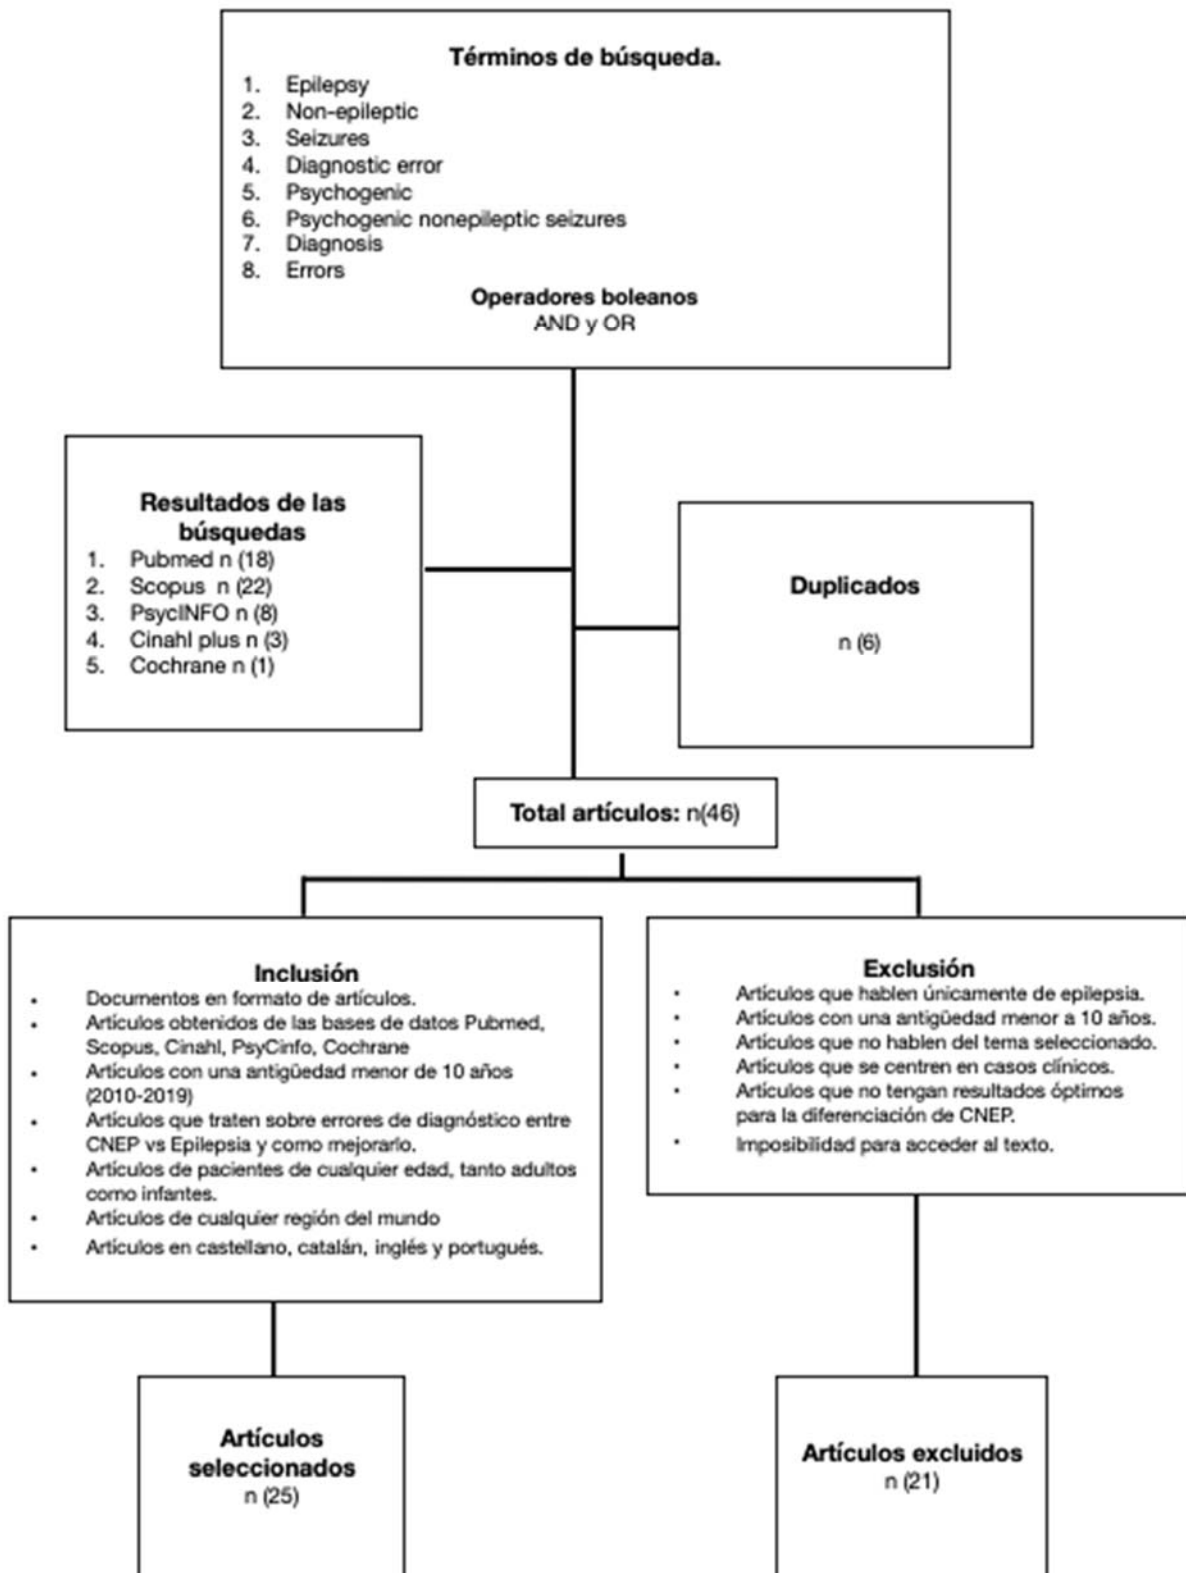 Términos de búsqueda.
1. Epilepsy
2. Non-epileptic
3. Seizures
4. Diagnostic error
5. Psychogenic
6. Psychogenic nonepileptic seizures
7. Diagnosis
8. Errors
Operadores boleanos
AND y OR
Resultados de las
búsquedas
1. Pubmed n (18)
2. Scopus n (22)
3. PsycINFO n (8)
4. Cinahl plus n (3)
5. Cochrane n (1)
Duplicados
n (6)
Total artículos: n(46)
Inclusión
• Documentos en formato de artículos.
• Artículos obtenidos de las bases de datos Pubmed,
Scopus, Cinahl, PsyCinfo, Cochrane
• Artículos con una antigüedad menor de 10 años
(2010-2019)
• Artículos que traten sobre errores de diagnóstico entre
CNEP vs Epilepsia y como mejorarlo.
• Artículos de pacientes de cualquier edad, tanto adultos
como infantes.
• Artículos de cualquier región del mundo
• Artículos en castellano, catalán, inglés y portugués.
Exclusión
• Artículos que hablen únicamente de epilepsia.
• Artículos con una antigüedad menor a 10 años.
• Artículos que no hablen del tema seleccionado.
• Artículos que se centren en casos clínicos.
• Artículos que no tengan resultados óptimos
para la diferenciación de CNEP.
• Imposibilidad para acceder al texto.
Artículos
seleccionados
n (25)
Artículos excluidos
n (21)